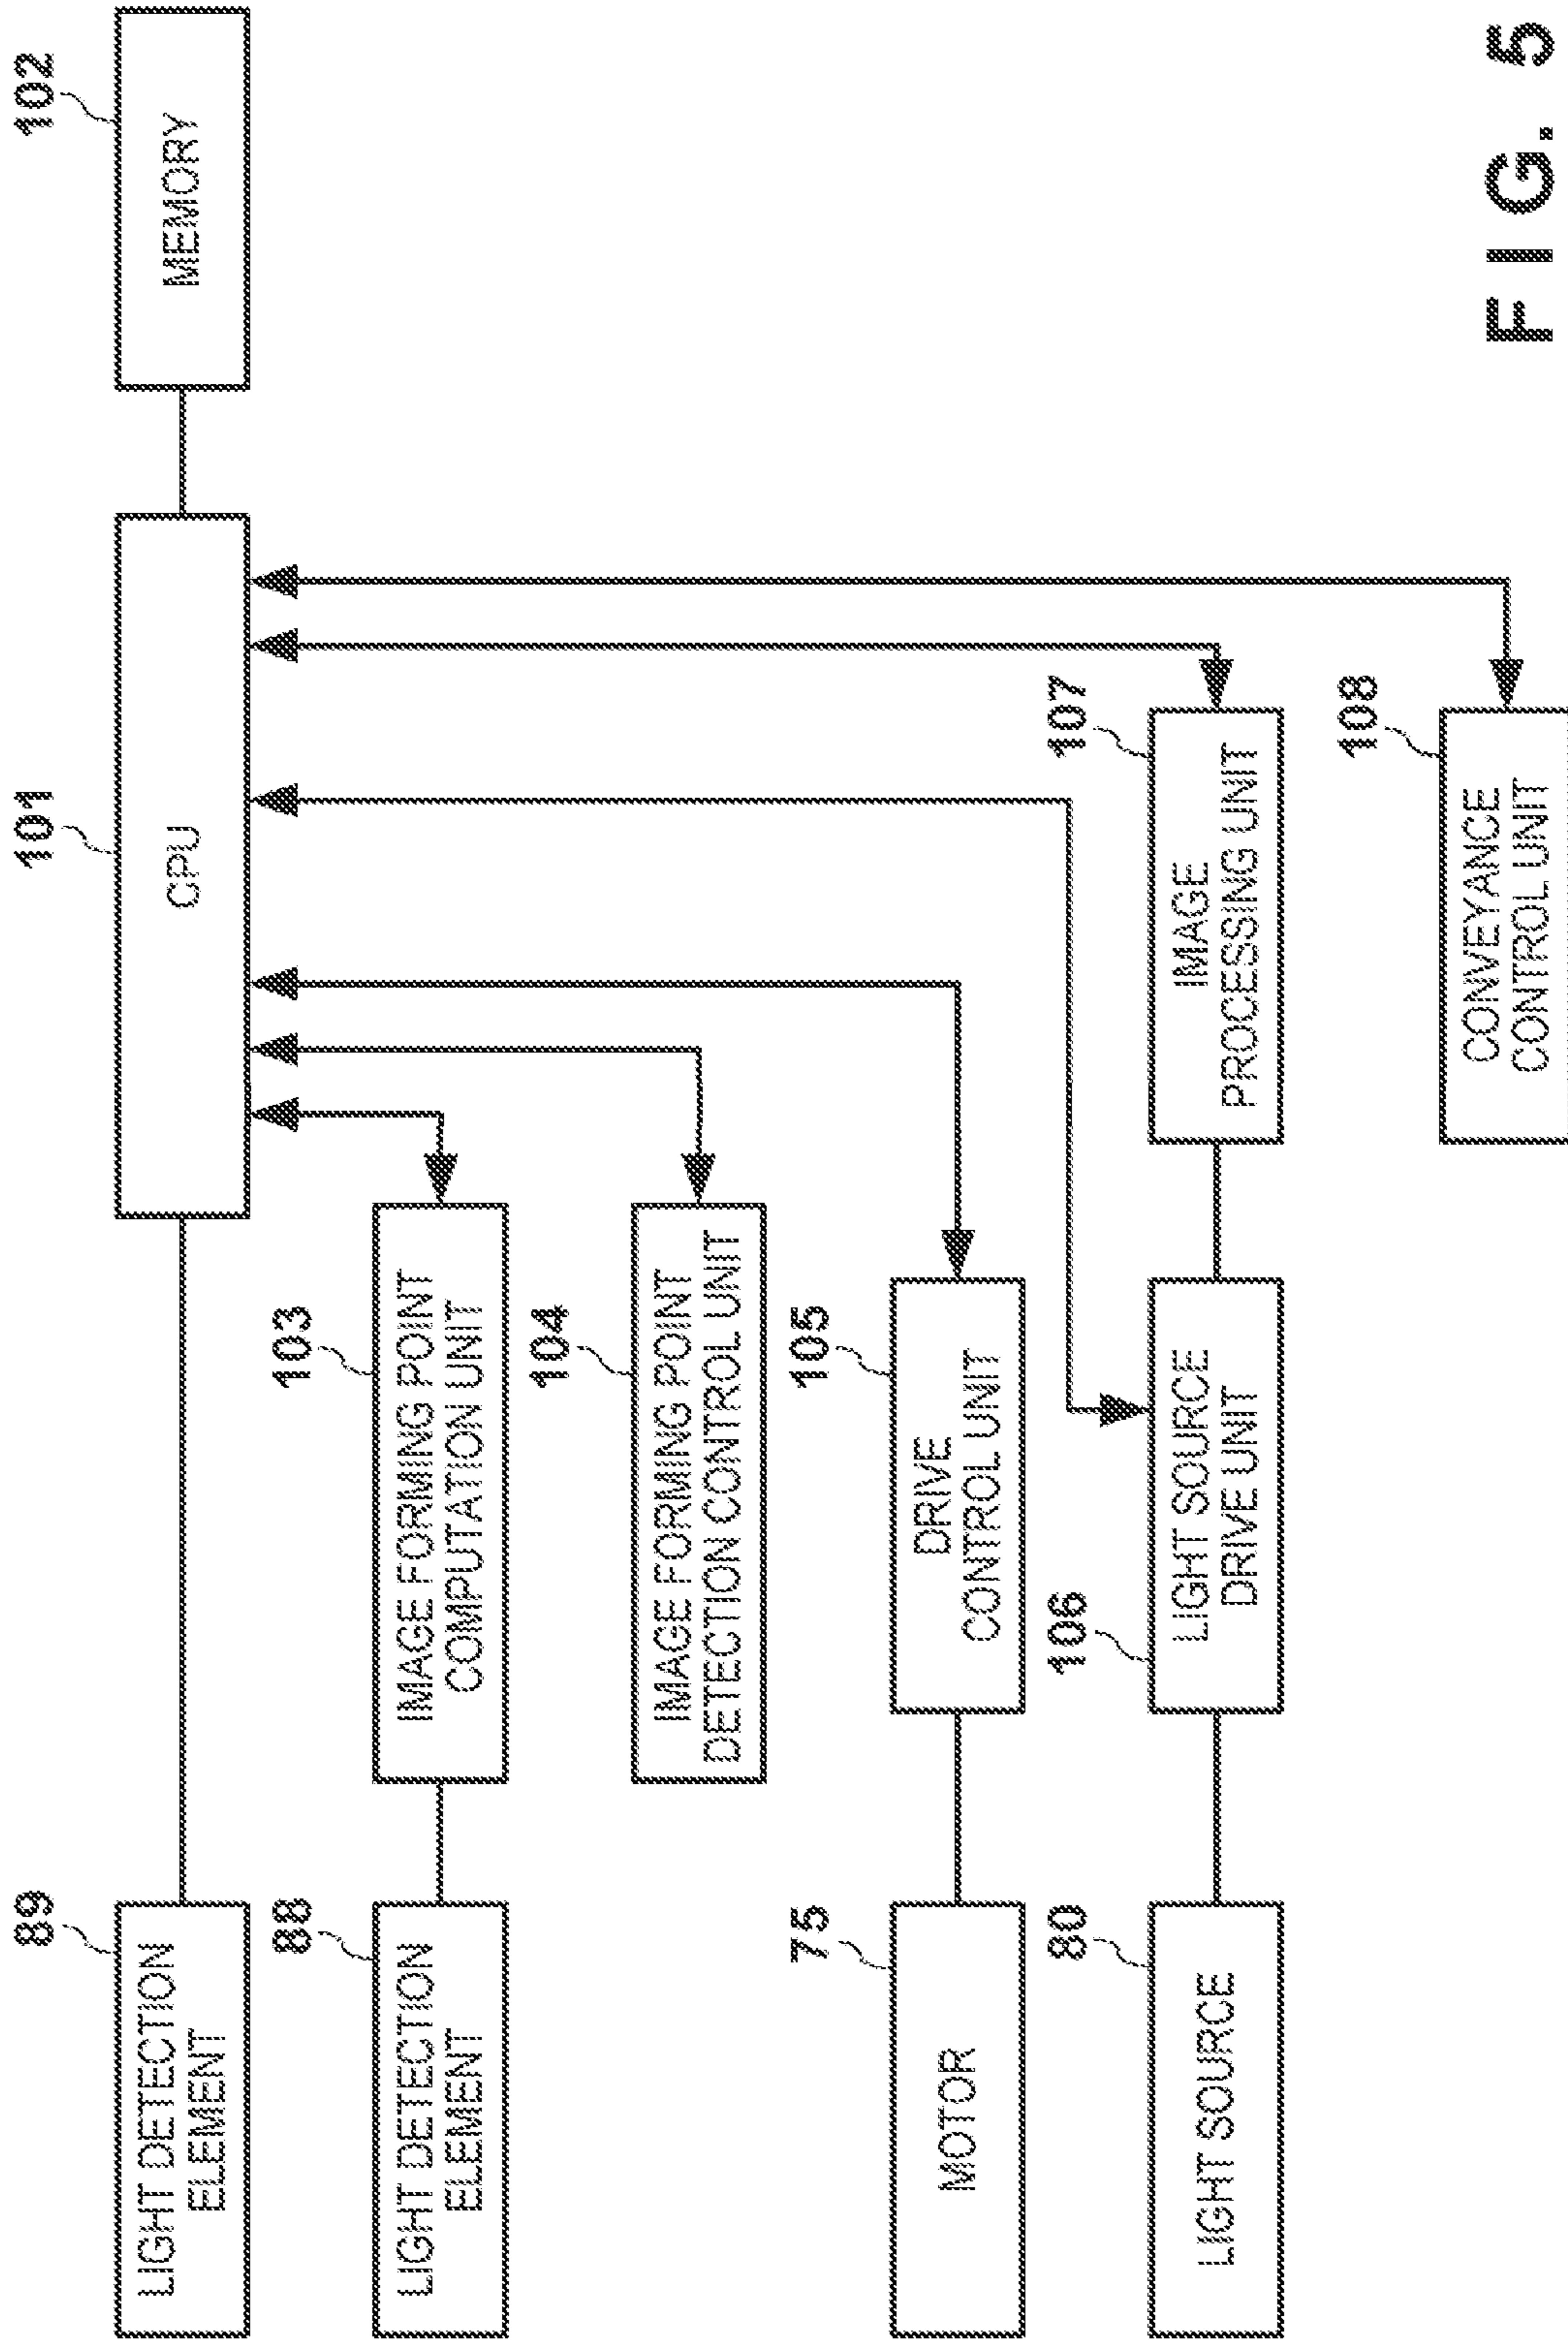 89
LIGHT DETECTION
ELEMENT
101
CPU
102
MEMORY
88
LIGHT DETECTION
ELEMENT
103
IMAGE FORMING POINT
COMPUTATION UNIT
104
IMAGE FORMING POINT
DETECTION CONTROL UNIT
75
MOTOR
105
DRIVE
CONTROL UNIT
80
LIGHT SOURCE
106
LIGHT SOURCE
DRIVE UNIT
107
IMAGE
PROCESSING UNIT
108
CONVEYANCE
CONTROL UNIT
FIG. 5